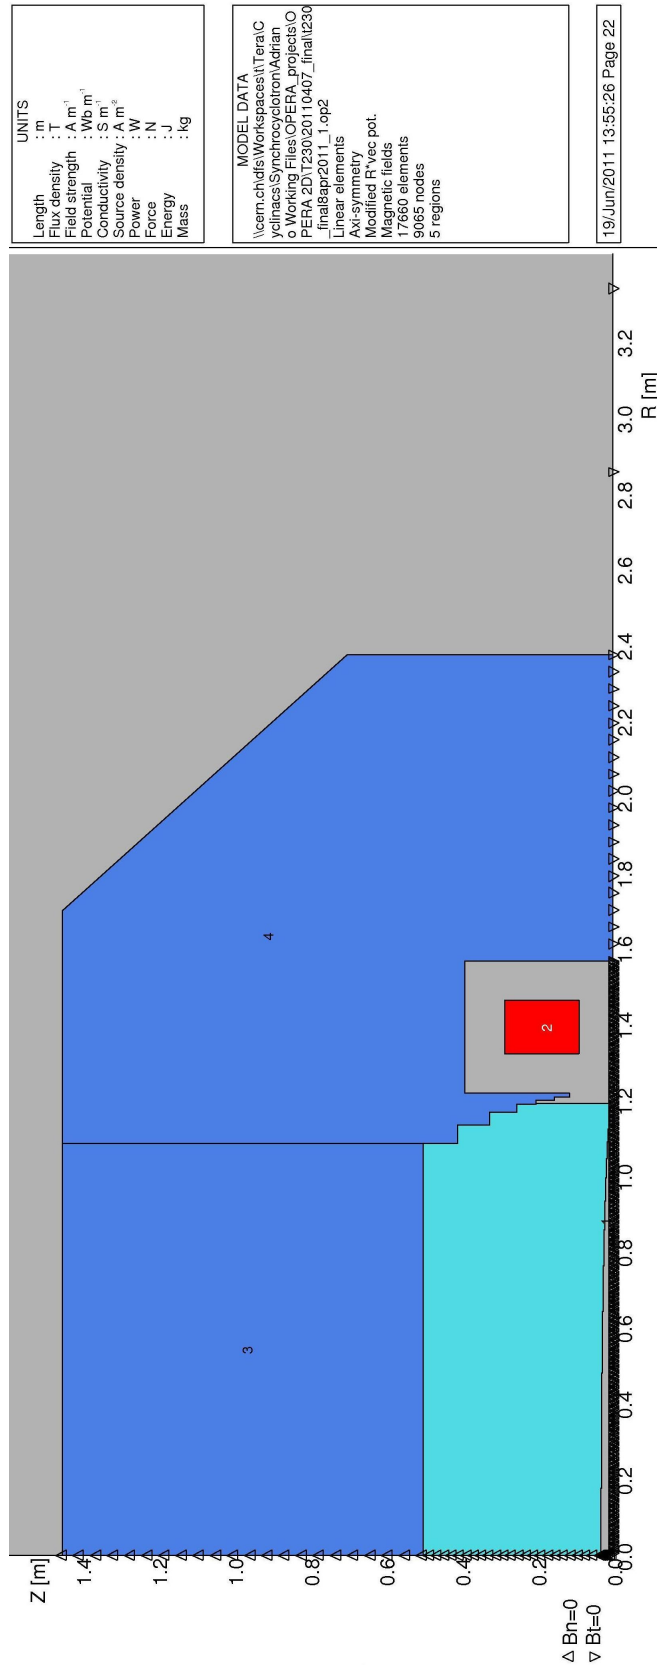 UNITS
Length : m
Flux density : T
Field strength : A m⁻¹
Potential : Wb m⁻¹
Conductivity : S m⁻¹
Source density : A m⁻²
Power : W
Force : N
Energy : J
Mass : kg
MODEL DATA
\\cern.ch\dfs\Workspaces\t\Tera\C
yclinacs\Synchrocyclotron\Adrian
o Working Files\OPERA_projects\O
PERA 2D\T230\20110407_final\t230
_final8apr2011_1.op2
Linear elements
Axi-symmetry
Modified R*vec pot.
Magnetic fields
17660 elements
9065 nodes
5 regions
19/Jun/2011 13:55:26 Page 22
Z [m]
1.4
1.2
1.0
0.8
0.6
0.4
0.2
0.0
3
4
2
1
0.0
0.2
0.4
0.6
0.8
1.0
1.2
1.4
1.6
1.8
2.0
2.2
2.4
2.6
2.8
3.0
3.2
R [m]
△ Bn=0
▽ Bt=0